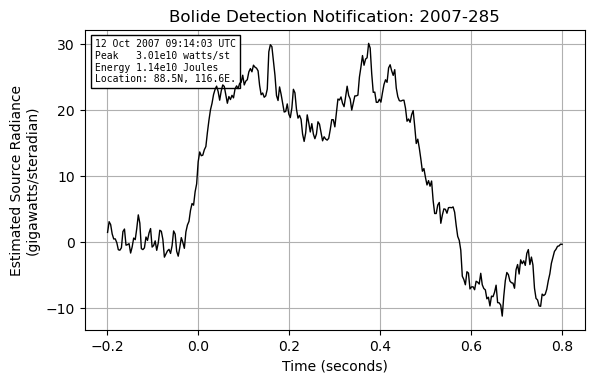 Bolide Detection Notification: 2007-285
12 Oct 2007 09:14:03 UTC
Peak   3.01e10 watts/st
Energy 1.14e10 Joules
Location: 88.5N, 116.6E.
Estimated Source Radiance
(gigawatts/steradian)
30
20
10
0
−10
−0.2
0.0
0.2
0.4
0.6
0.8
Time (seconds)